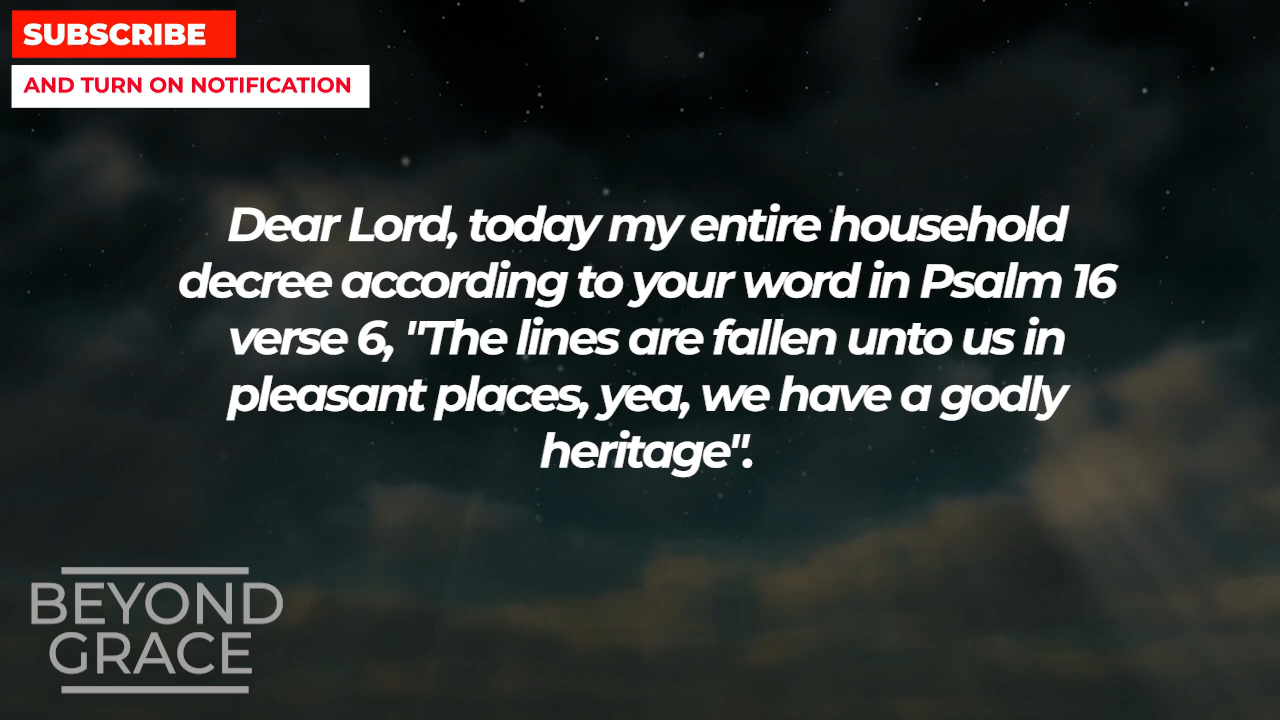 SUBSCRIBE
AND TURN ON NOTIFICATION
Dear Lord, today my entire household
decree according to your word in Psalm 16
verse 6, "The lines are fallen unto us in
pleasant places, yea, we have a godly
heritage".
BEYOND
GRACE